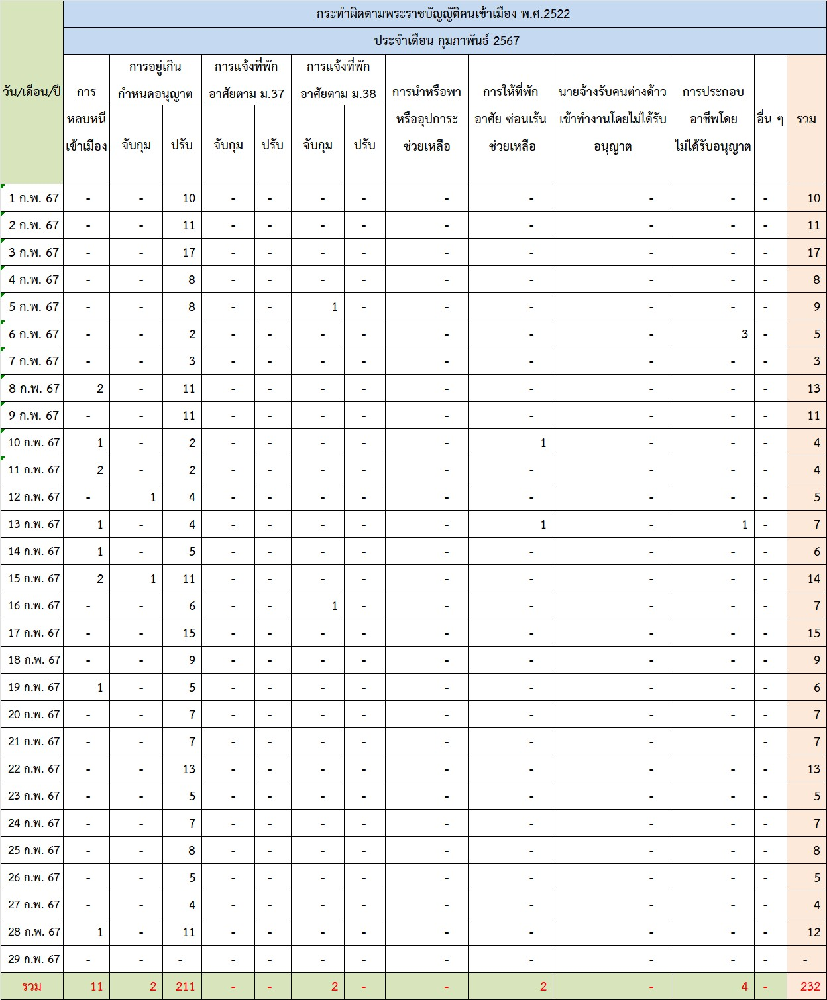 กระทำผิดตามพระราชบัญญัติคนเข้าเมือง พ.ศ.2522
ประจำเดือน กุมภาพันธ์ 2567
วัน/เดือน/ปี
การ
หลบหนี
เข้าเมือง
การอยู่เกิน
กำหนดอนุญาต
การแจ้งที่พัก
อาศัยตาม ม.37
การแจ้งที่พัก
อาศัยตาม ม.38
การนำหรือพา
หรืออุปการะ
ช่วยเหลือ
การให้ที่พัก
อาศัย ซ่อนเร้น
ช่วยเหลือ
นายจ้างรับคนต่างด้าว
เข้าทำงานโดยไม่ได้รับ
อนุญาต
การประกอบ
อาชีพโดย
ไม่ได้รับอนุญาต
อื่น ๆ
รวม
จับกุม ปรับ จับกุม ปรับ จับกุม ปรับ
1 ก.พ. 67 - - 10 - - - - - - - - - 10
2 ก.พ. 67 - - 11 - - - - - - - - - 11
3 ก.พ. 67 - - 17 - - - - - - - - - 17
4 ก.พ. 67 - - 8 - - - - - - - - - 8
5 ก.พ. 67 - - 8 - - 1 - - - - - - 9
6 ก.พ. 67 - - 2 - - - - - - - 3 - 5
7 ก.พ. 67 - - 3 - - - - - - - - - 3
8 ก.พ. 67 2 - 11 - - - - - - - - - 13
9 ก.พ. 67 - - 11 - - - - - - - - - 11
10 ก.พ. 67 1 - 2 - - - - - 1 - - - 4
11 ก.พ. 67 2 - 2 - - - - - - - - - 4
12 ก.พ. 67 - 1 4 - - - - - - - - - 5
13 ก.พ. 67 1 - 4 - - - - - 1 - 1 - 7
14 ก.พ. 67 1 - 5 - - - - - - - - - 6
15 ก.พ. 67 2 1 11 - - - - - - - - - 14
16 ก.พ. 67 - - 6 - - 1 - - - - - - 7
17 ก.พ. 67 - - 15 - - - - - - - - - 15
18 ก.พ. 67 - - 9 - - - - - - - - - 9
19 ก.พ. 67 1 - 5 - - - - - - - - - 6
20 ก.พ. 67 - - 7 - - - - - - - - - 7
21 ก.พ. 67 - - 7 - - - - - - - - 7
22 ก.พ. 67 - - 13 - - - - - - - - - 13
23 ก.พ. 67 - - 5 - - - - - - - - - 5
24 ก.พ. 67 - - 7 - - - - - - - - - 7
25 ก.พ. 67 - - 8 - - - - - - - - - 8
26 ก.พ. 67 - - 5 - - - - - - - - - 5
27 ก.พ. 67 - - 4 - - - - - - - - - 4
28 ก.พ. 67 1 - 11 - - - - - - - - - 12
29 ก.พ. 67 - - - - - - - - - - - - -
รวม 11 2 211 - - 2 - - 2 - 4 - 232